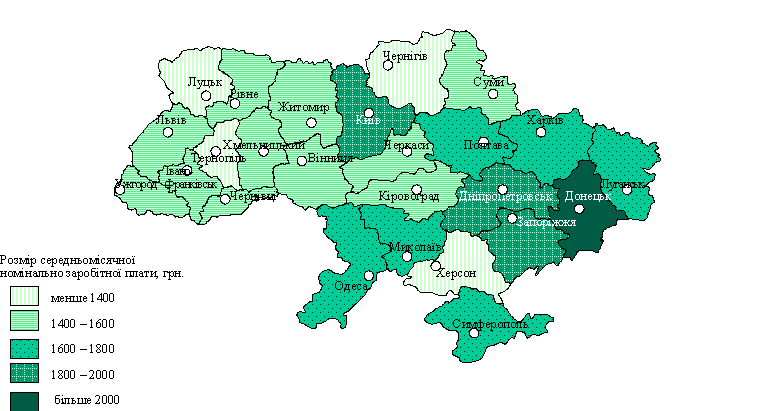 Чернігів
Луцьк
Суми
Рівне
Житомир
Львів
Київ
Харків
Хмельницкий
Черкаси
Полтава
Тернопіль
Вінниця
Івано
Франківськ
Ужгород
Луганськ
Чернівці
Кіровоград
Дніпропетровськ
Донецьк
Запоріжжя
Миколаїв
Херсон
Одеса
Симферополь
Розмір середньомісячної
номінально заробітної плати, грн.
менше 1400
1400 – 1600
1600 – 1800
1800 – 2000
більше 2000